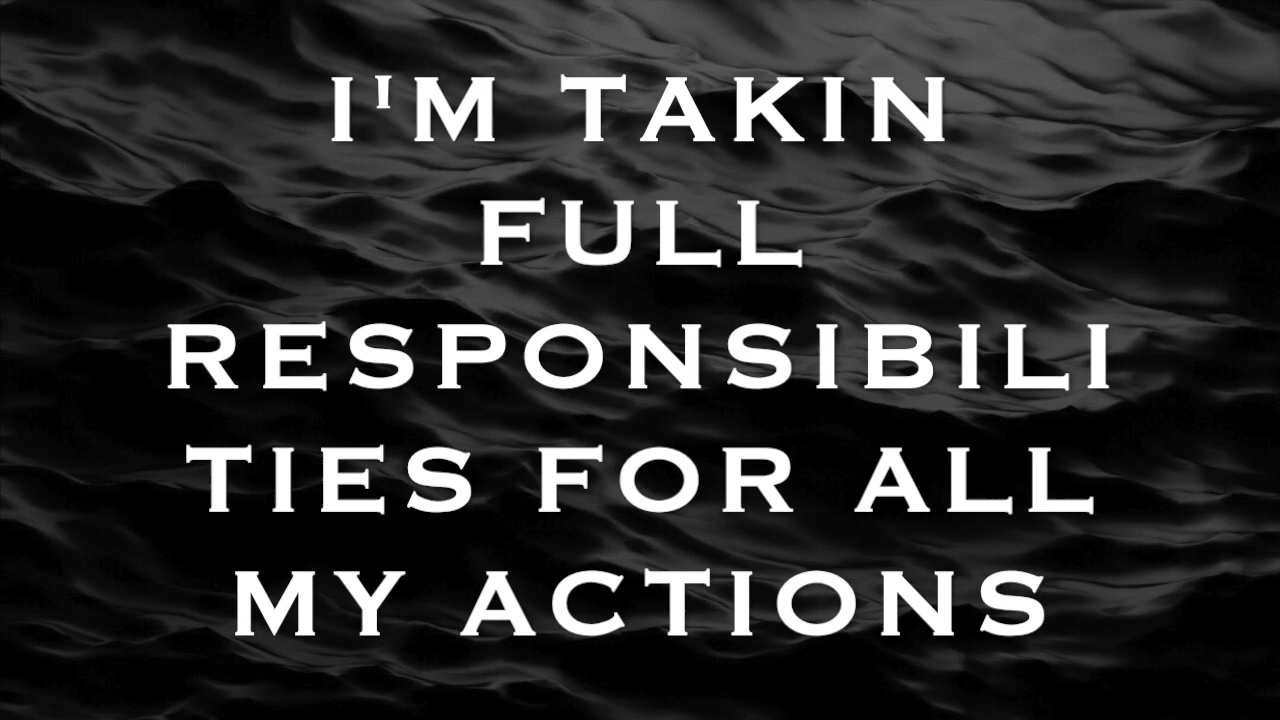 I'M TAKIN
FULL
RESPONSIBILI
TIES FOR ALL
MY ACTIONS